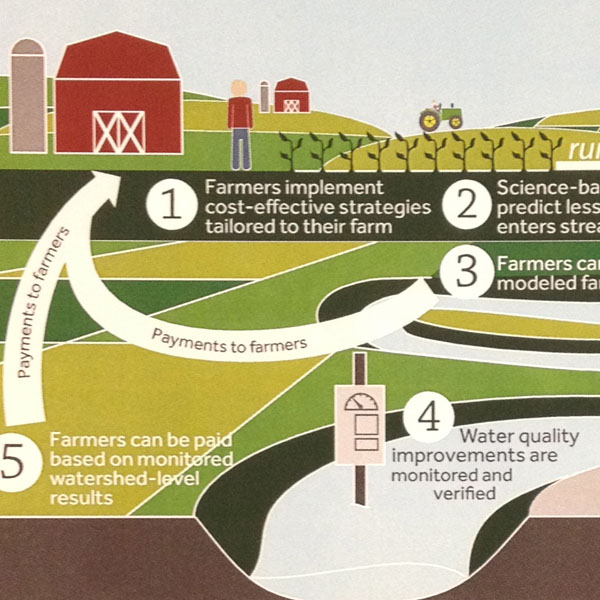 run
1
Farmers implement
cost-effective strategies
tailored to their farm
2
Science-ba
predict less
enters strea
3
Farmers can
modeled fa
Payments to farmers
Payments to farmers
4
Water quality
improvements are
monitored and
verified
5
Farmers can be paid
based on monitored
watershed-level
results